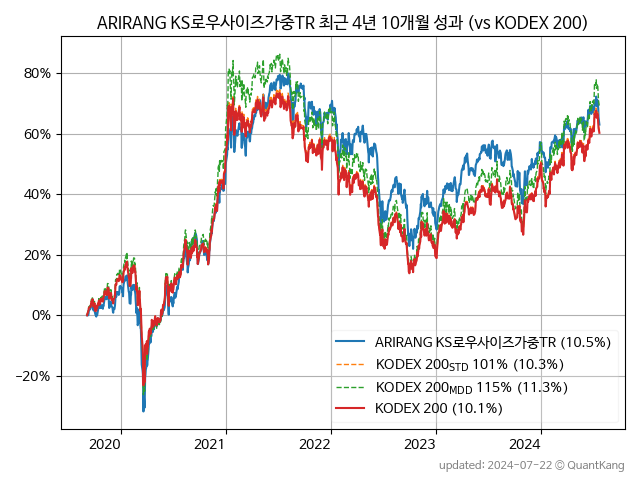 ARIRANG KS로우사이즈가중TR 최근 4년 10개월 성과 (vs KODEX 200)
80%
60%
40%
20%
0%
−20%
ARIRANG KS로우사이즈가중TR (10.5%)
KODEX 200STD 101% (10.3%)
KODEX 200MDD 115% (11.3%)
KODEX 200 (10.1%)
2020 2021 2022 2023 2024
updated: 2024-07-22 © QuantKang